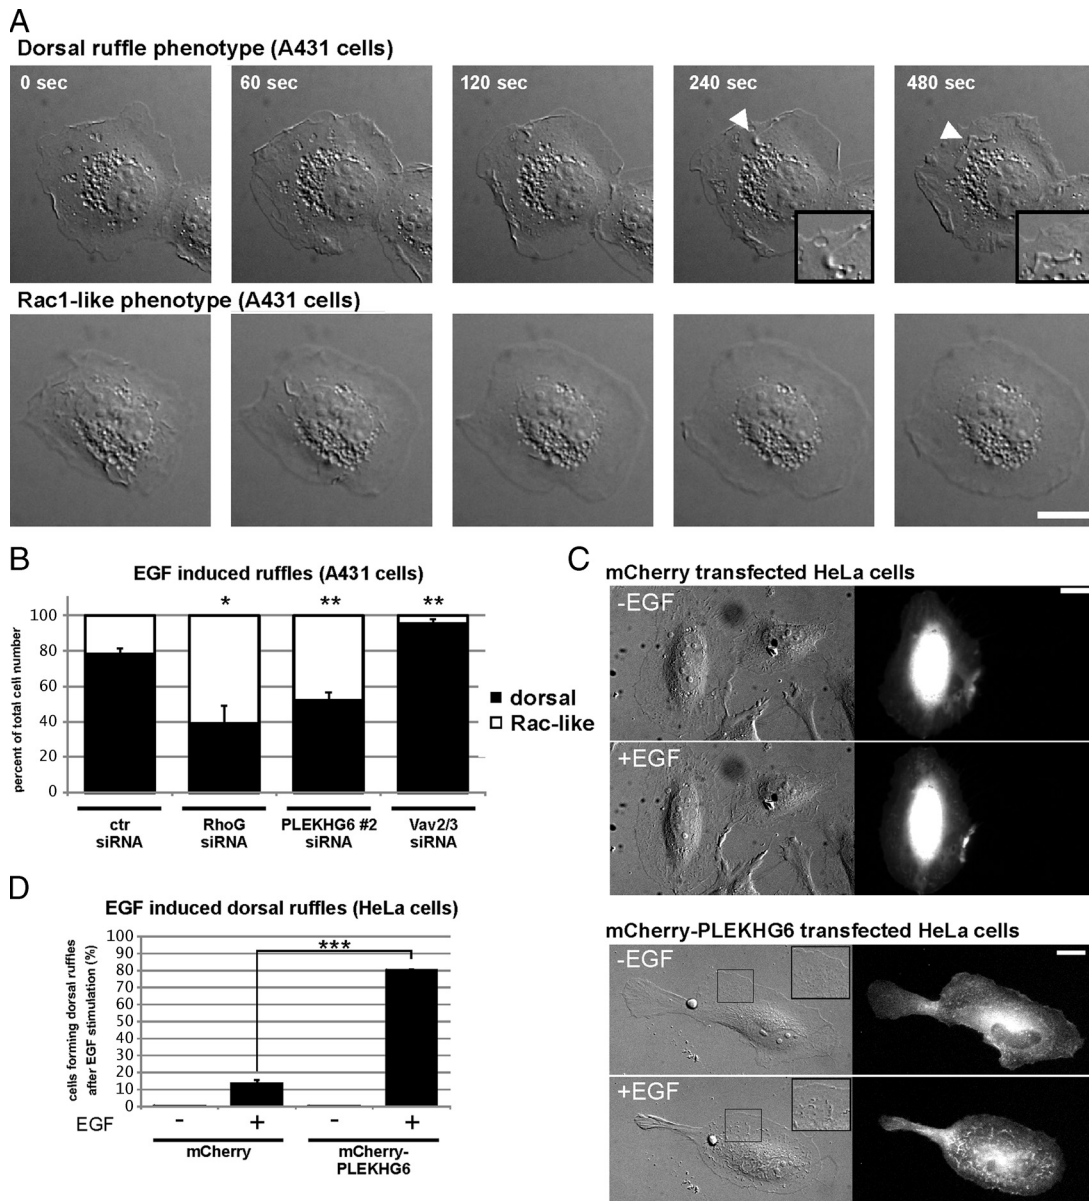 A
Dorsal ruffle phenotype (A431 cells)
0 sec
60 sec
120 sec
240 sec
480 sec
Rac1-like phenotype (A431 cells)
B
EGF induced ruffles (A431 cells)
* ** **
percent of total cell number
100
80
60
40
20
0
dorsal
Rac-like
ctr siRNA
RhoG siRNA
PLEKHG6 #2 siRNA
Vav2/3 siRNA
C
mCherry transfected HeLa cells
-EGF
+EGF
mCherry-PLEKHG6 transfected HeLa cells
-EGF
+EGF
D
EGF induced dorsal ruffles (HeLa cells)
***
cells forming dorsal ruffles
after EGF stimulation (%)
100
90
80
70
60
50
40
30
20
10
0
EGF - + - +
mCherry
mCherry-
PLEKHG6